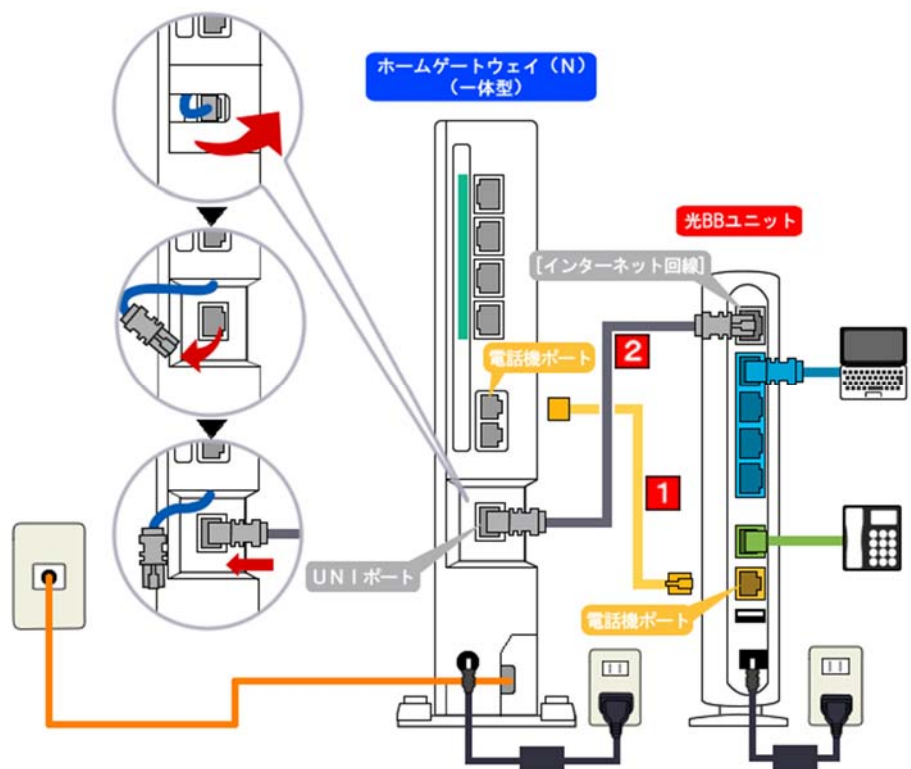 ホームゲートウェイ（N）
（一体型）
光BBユニット
[インターネット回線]
2
電話機ポート
1
UNIポート
電話機ポート